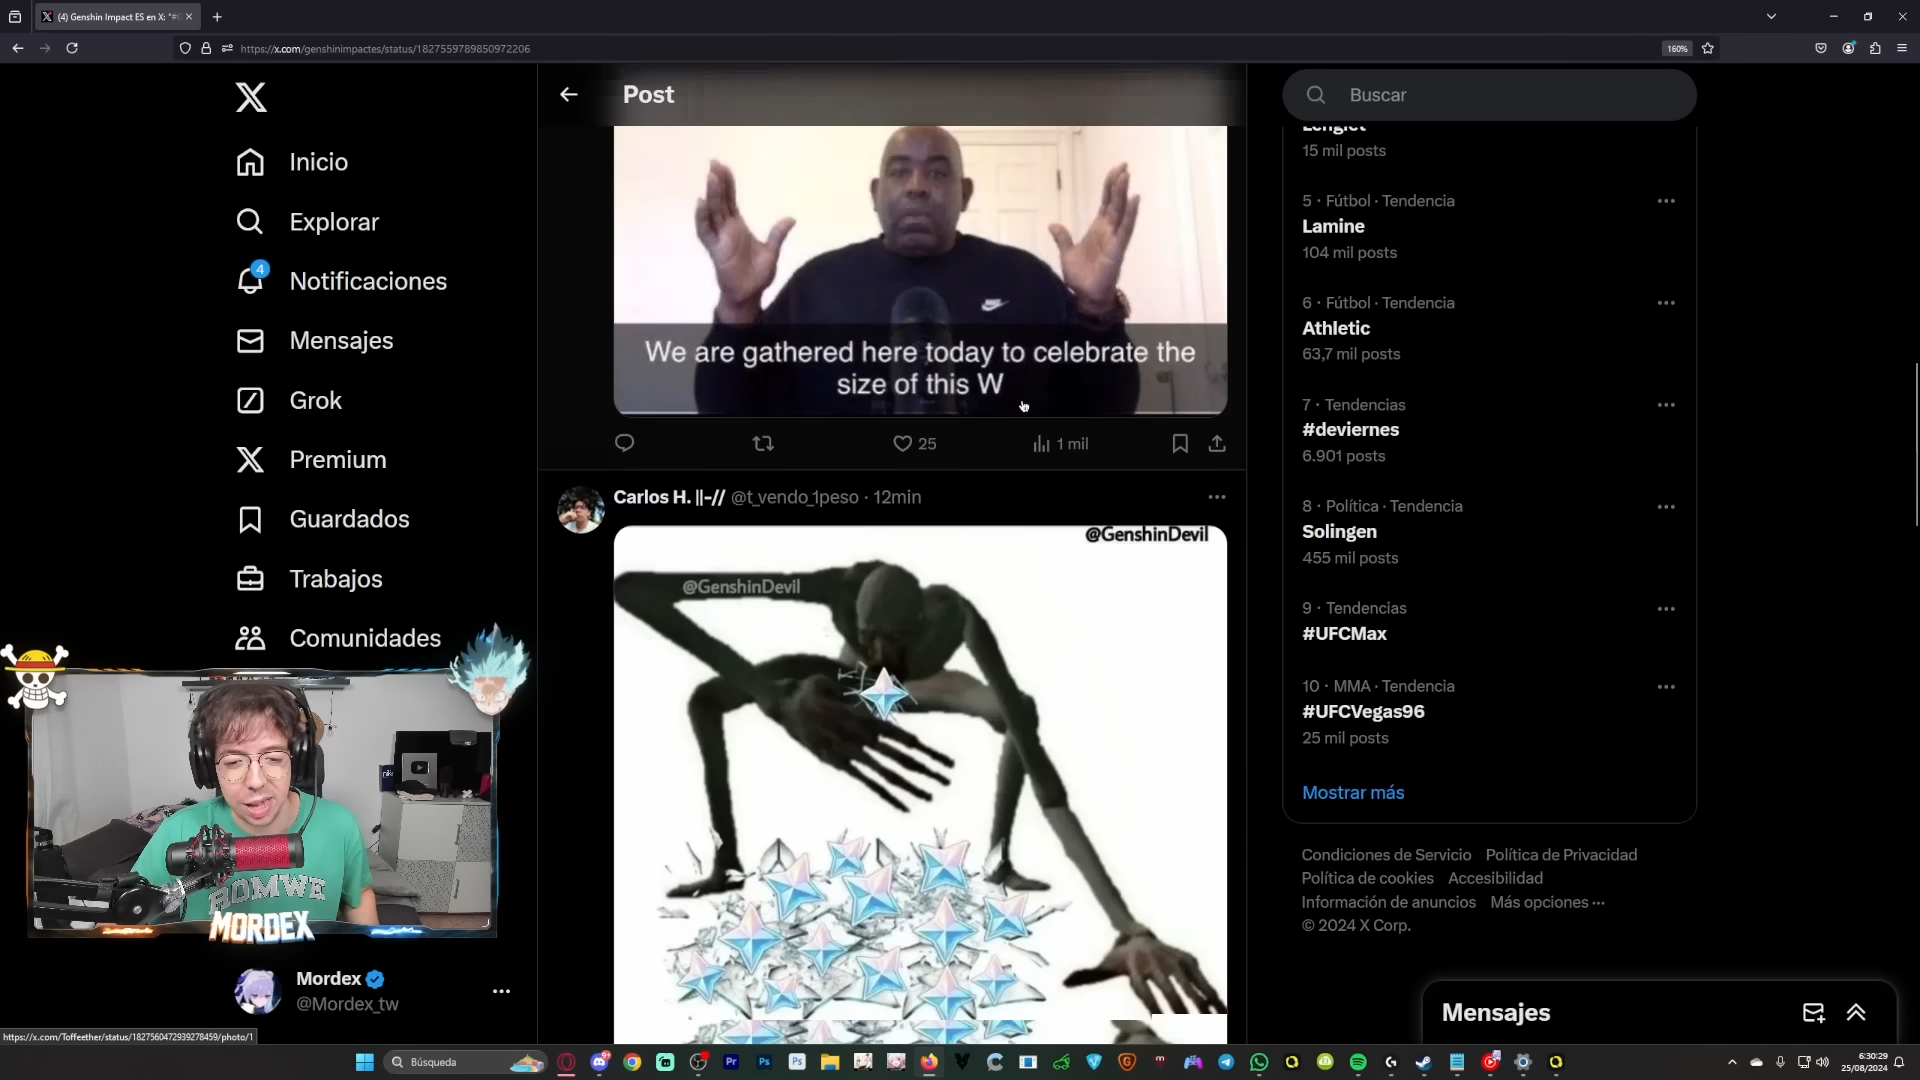 (4) Genshin Impact ES en X: "#
https://x.com/genshinimpactes/status/1827559789850972206
160%
Inicio
Explorar
4
Notificaciones
Mensajes
Grok
Premium
Guardados
Trabajos
Comunidades
ROMWE
MORDEX
Mordex
@Mordex_tw
Post
We are gathered here today to celebrate the
size of this W
25
1 mil
Carlos H. ||-// @t_vendo_1peso · 12min
@GenshinDevil
@GenshinDevil
Buscar
Lenglet
15 mil posts
5 · Fútbol · Tendencia
Lamine
104 mil posts
6 · Fútbol · Tendencia
Athletic
63,7 mil posts
7 · Tendencias
#deviernes
6.901 posts
8 · Política · Tendencia
Solingen
455 mil posts
9 · Tendencias
#UFCMax
10 · MMA · Tendencia
#UFCVegas96
25 mil posts
Mostrar más
Condiciones de Servicio Política de Privacidad
Política de cookies Accesibilidad
Información de anuncios Más opciones ···
© 2024 X Corp.
Mensajes
https://x.com/Toffeether/status/1827560472939278459/photo/1
Búsqueda
6:30:29
25/08/2024